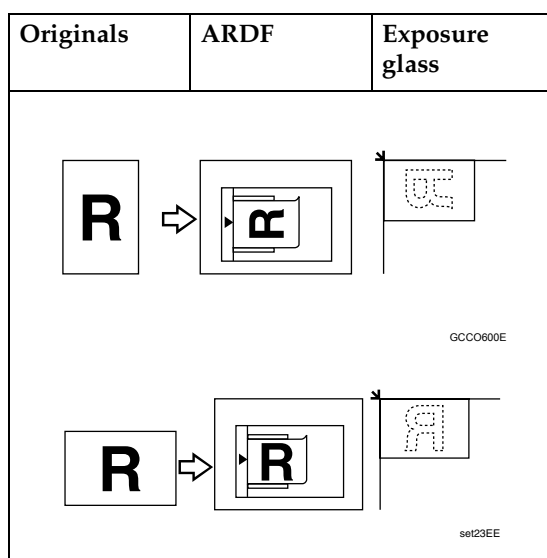 Originals ARDF Exposure
glass
R R R
GCCO600E
R R R
set23EE